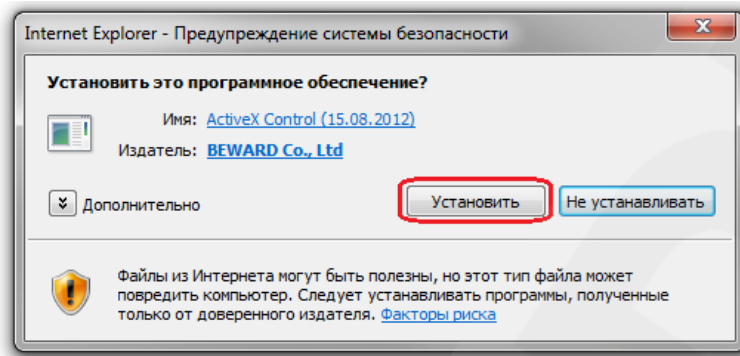 Internet Explorer - Предупреждение системы безопасности
Установить это программное обеспечение?
Имя: ActiveX Control (15.08.2012)
Издатель: BEWARD Co., Ltd
Дополнительно Установить Не устанавливать
Файлы из Интернета могут быть полезны, но этот тип файла может
повредить компьютер. Следует устанавливать программы, полученные
только от доверенного издателя. Факторы риска